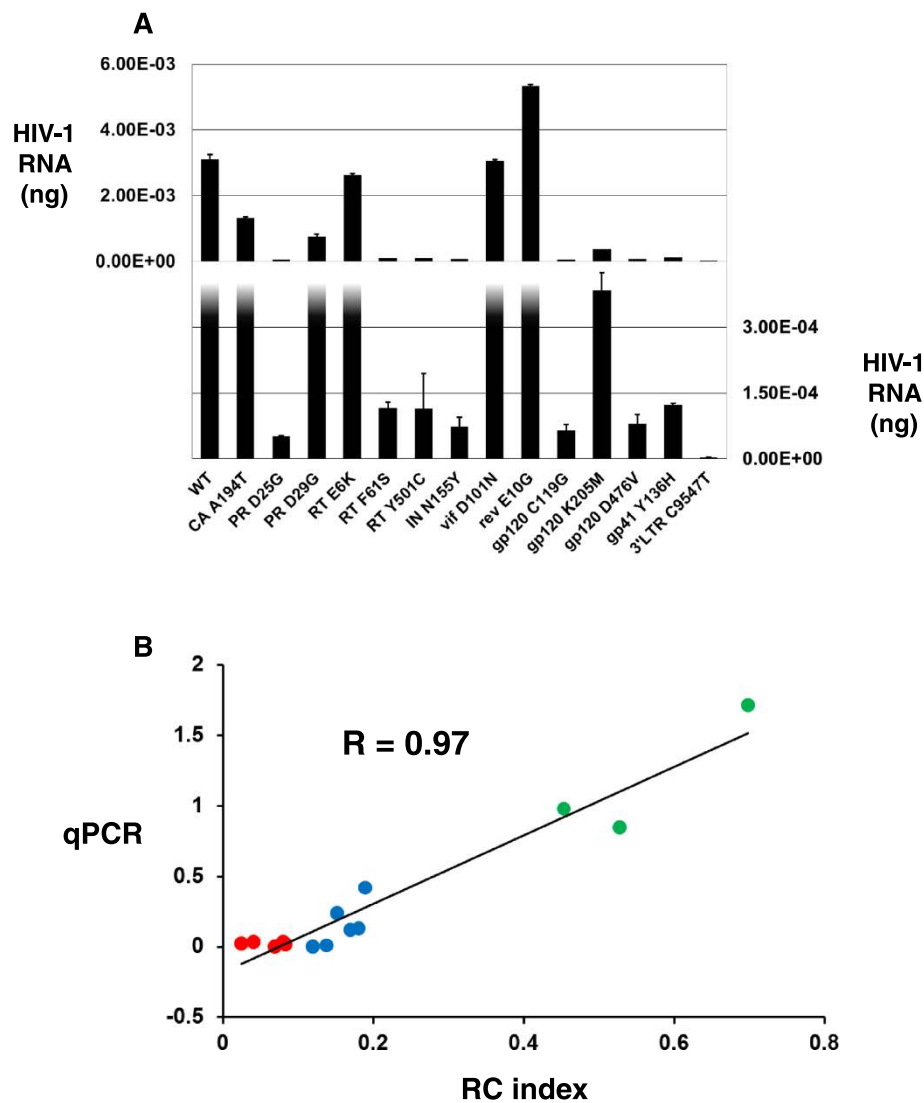 A
HIV-1
RNA
(ng)
6.00E-03
4.00E-03
2.00E-03
0.00E+00
3.00E-04
1.50E-04
0.00E+00
HIV-1
RNA
(ng)
WT
CA A194T
PR D25G
PR D29G
RT E6K
RT F61S
RT Y501C
IN N155Y
vif D101N
rev E10G
gp120 C119G
gp120 K205M
gp120 D476V
gp41 Y136H
3'LTR C9547T
B
R = 0.97
qPCR
2
1.5
1
0.5
0
-0.5
0
0.2
0.4
0.6
0.8
RC index